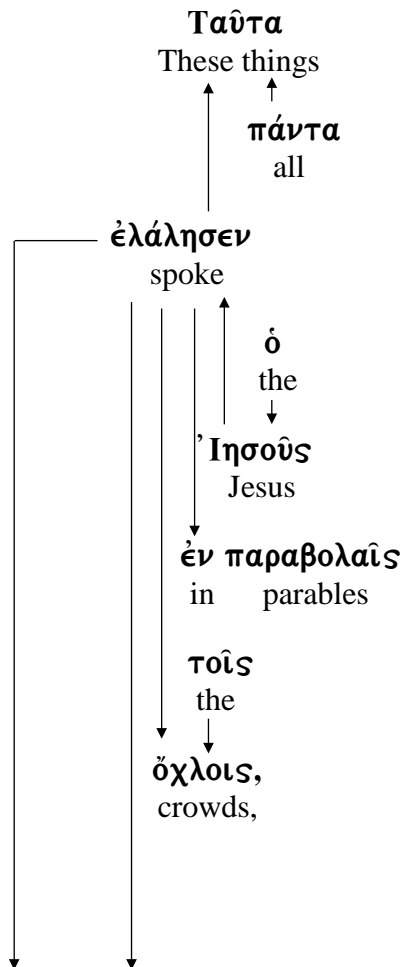 Ταῦτα
These things
πάντα
all
ἐλάλησεν
spoke
ὁ
the
Ἰησοῦς
Jesus
ἐν παραβολαῖς
in parables
τοῖς
the
ὄχλοις,
crowds,